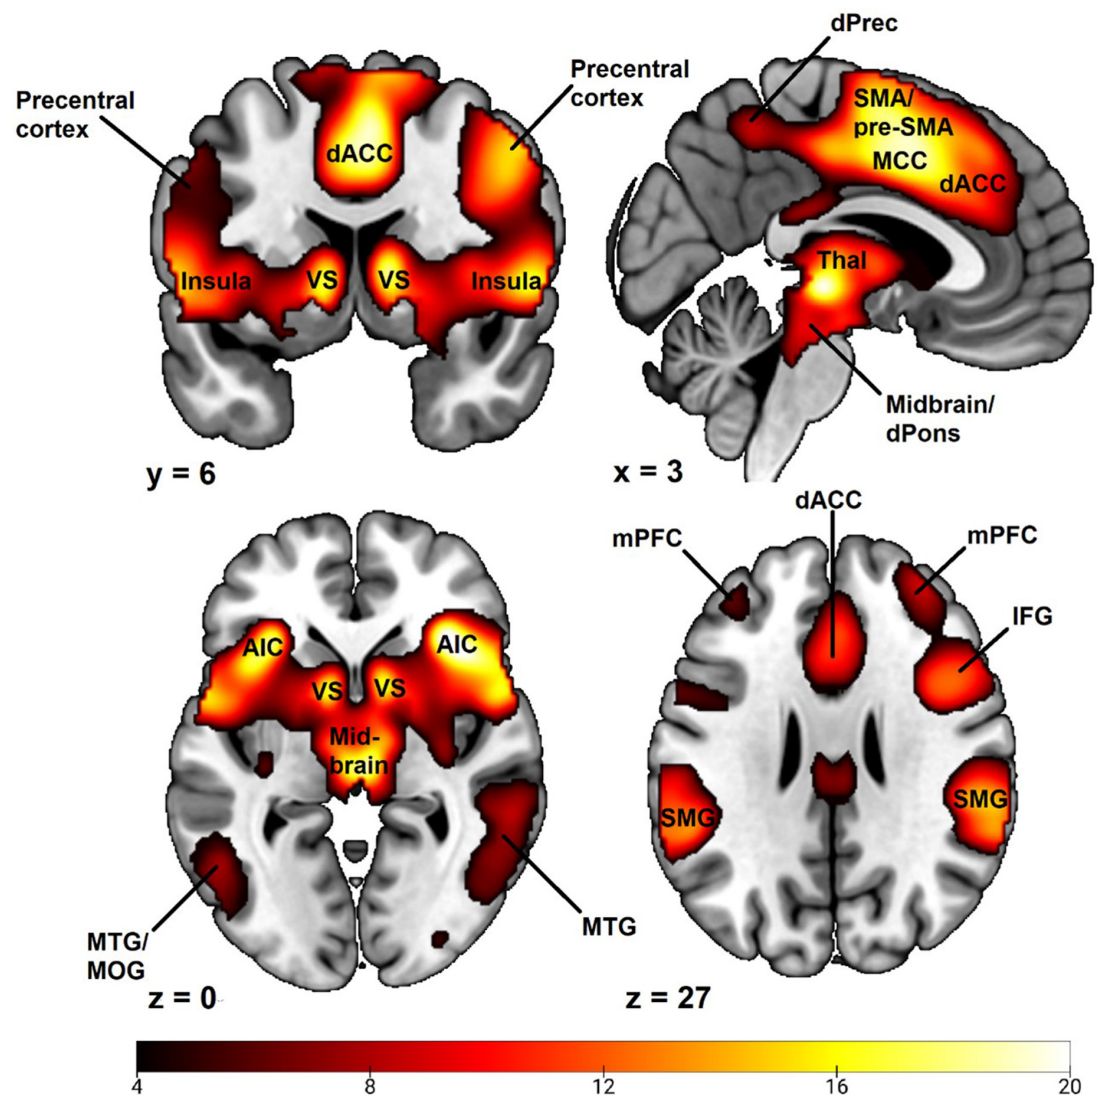 dPrec
Precentral
cortex
Precentral
cortex
SMA/
pre-SMA
MCC
dACC
dACC
Insula
VS
VS
Insula
Thal
Midbrain/
dPons
y = 6
x = 3
dACC
mPFC
mPFC
IFG
AIC
AIC
VS
VS
Mid-
brain
SMG
SMG
MTG/
MOG
MTG
z = 0
z = 27
4
8
12
16
20